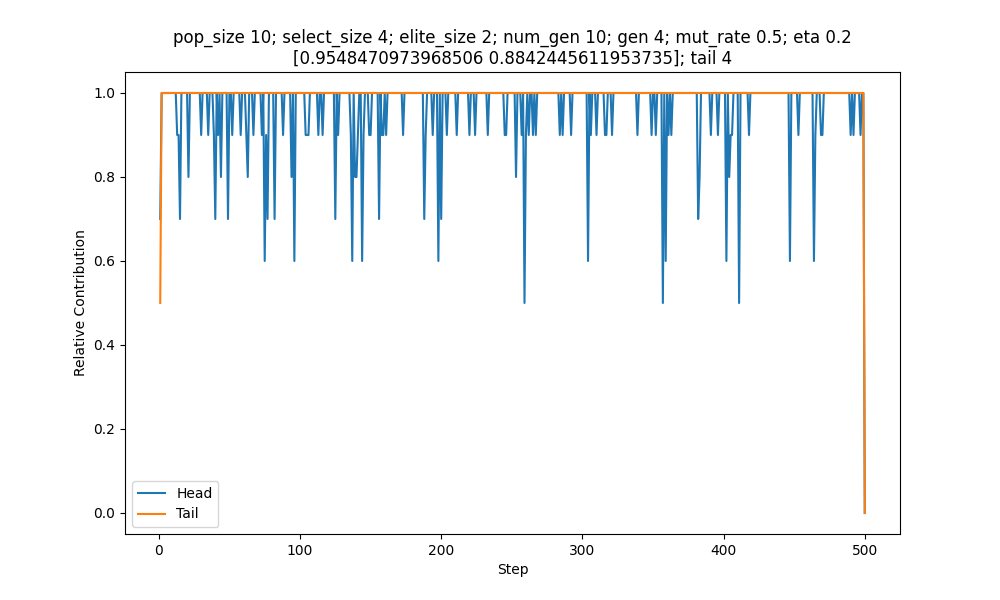 pop_size 10; select_size 4; elite_size 2; num_gen 10; gen 4; mut_rate 0.5; eta 0.2
[0.9548470973968506 0.8842445611953735]; tail 4
1.0
0.8
0.6
0.4
0.2
0.0
Relative Contribution
Head
Tail
0
100
200
300
400
500
Step